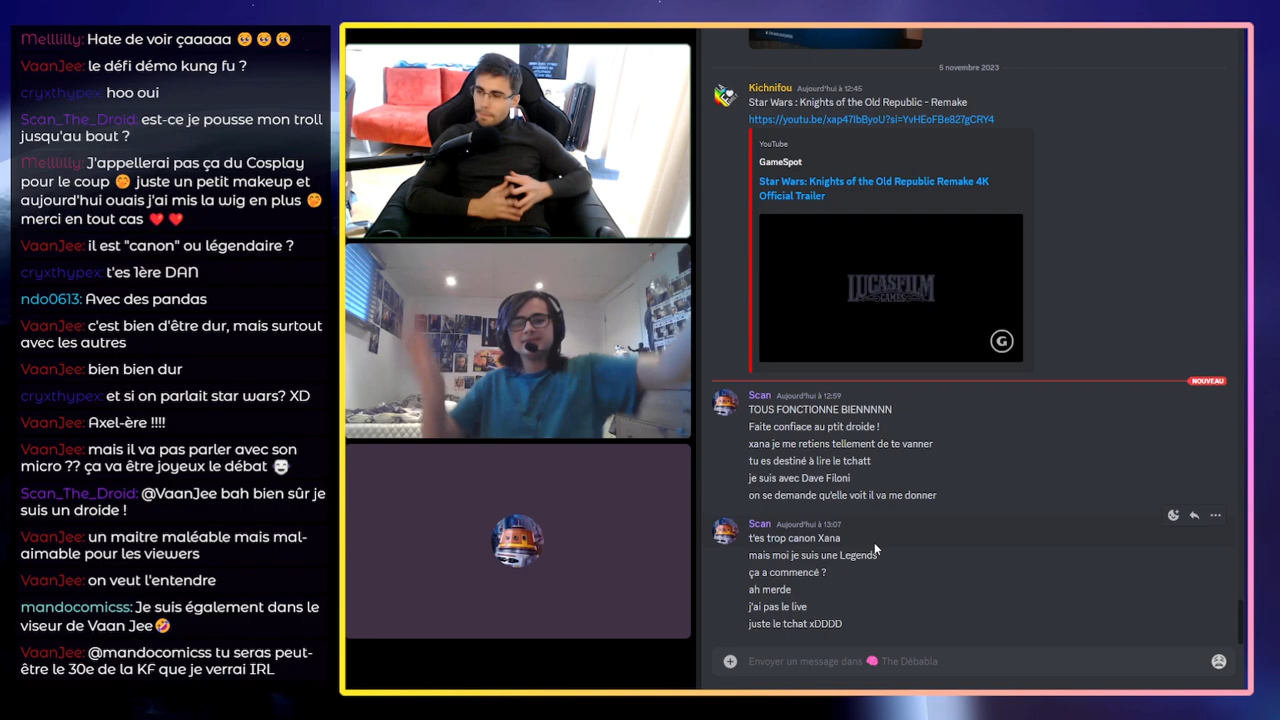 Melllilly: Hate de voir çaaaaa 🥺 🥺 🥺
VaanJee: le défi démo kung fu ?
cryxthypex: hoo oui
Scan_The_Droid: est-ce je pousse mon troll
jusqu'au bout ?
Melllilly: J'appellerai pas ça du Cosplay
pour le coup 🤭 juste un petit makeup et
aujourd'hui mais j'ai mis la wig en plus 🤭
merci en tout cas ❤️ ❤️
VaanJee: il est "canon" ou légendaire ?
cryxthypex: t'es 1ère DAN
ndo0613: Avec des pandas
VaanJee: c'est bien d'être dur, mais surtout
avec les autres
VaanJee: bien bien dur
cryxthypex: et si on parlait star wars? XD
VaanJee: Axel-ère !!!!
VaanJee: mais il va pas parler avec son
micro ?? ça va être joyeux le débat
Scan_The_Droid: @VaanJee bah bien sûr je
suis un droide !
VaanJee: un maitre maléable mais mal-
aimable pour les viewers
VaanJee: on veut l'entendre
mandocomicss: Je suis également dans le
viseur de Vaan Jee🤣
VaanJee: @mandocomicss tu seras peut-
être le 30e de la KF que je verrai IRL
5 novembre 2023
Kichnifou Aujourd'hui à 12:45
Star Wars : Knights of the Old Republic - Remake
https://youtu.be/xap47IbByoU?si=YvHEoFBe827gCRY4
YouTube
GameSpot
Star Wars: Knights of the Old Republic Remake 4K
Official Trailer
LUCASFILM
GAMES
G
NOUVEAU
Scan Aujourd'hui à 12:59
TOUS FONCTIONNE BIENNNNN
Faite confiace au ptit droide !
xana je me retiens tellement de te vanner
tu es destiné à lire le tchatt
je suis avec Dave Filoni
on se demande qu'elle voit il va me donner
Scan Aujourd'hui à 13:07
t'es trop canon Xana
mais moi je suis une Legends
ça a commencé ?
ah merde
j'ai pas le live
juste le tchat xDDDD
Envoyer un message dans 🧠 The Débabla